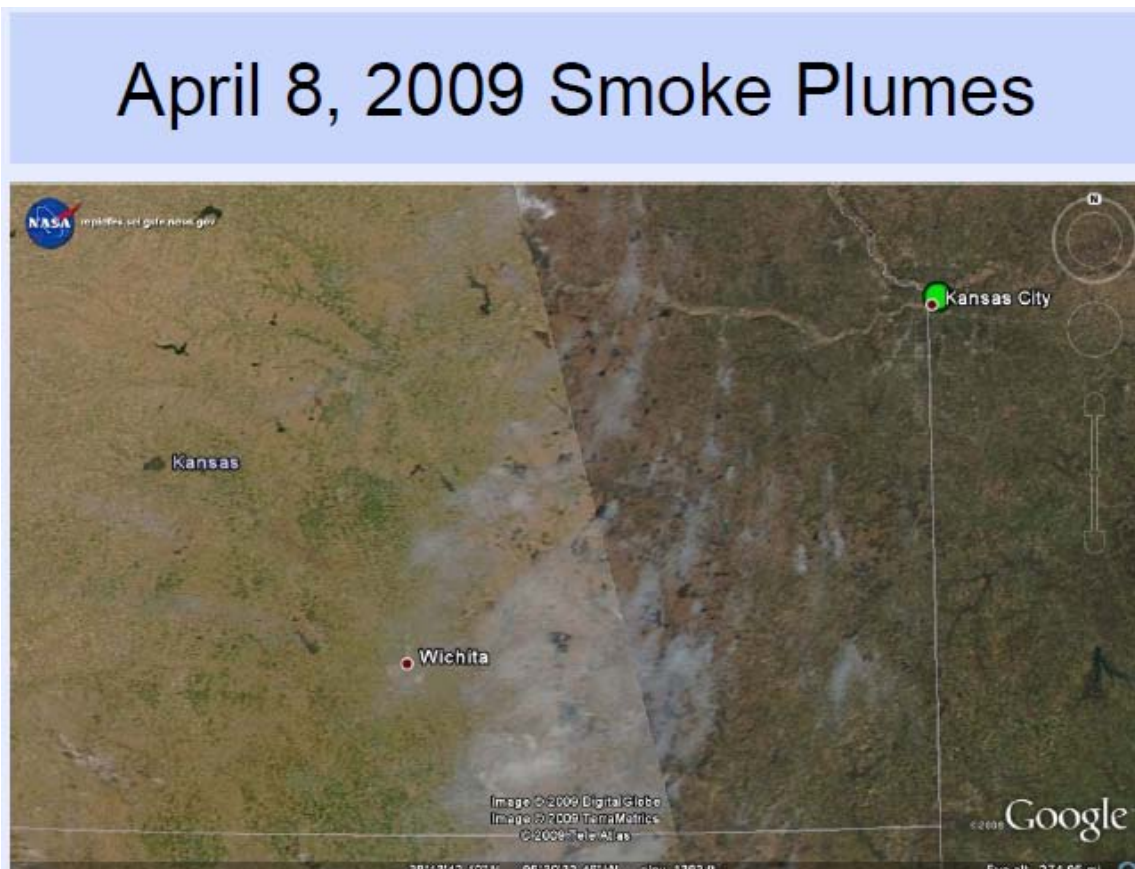 April 8, 2009 Smoke Plumes
NASA
N
Kansas City
Kansas
Wichita
Image © 2009 DigitalGlobe
Image © 2009 TerraMetrics
© 2009 Tele Atlas
©2009 Google